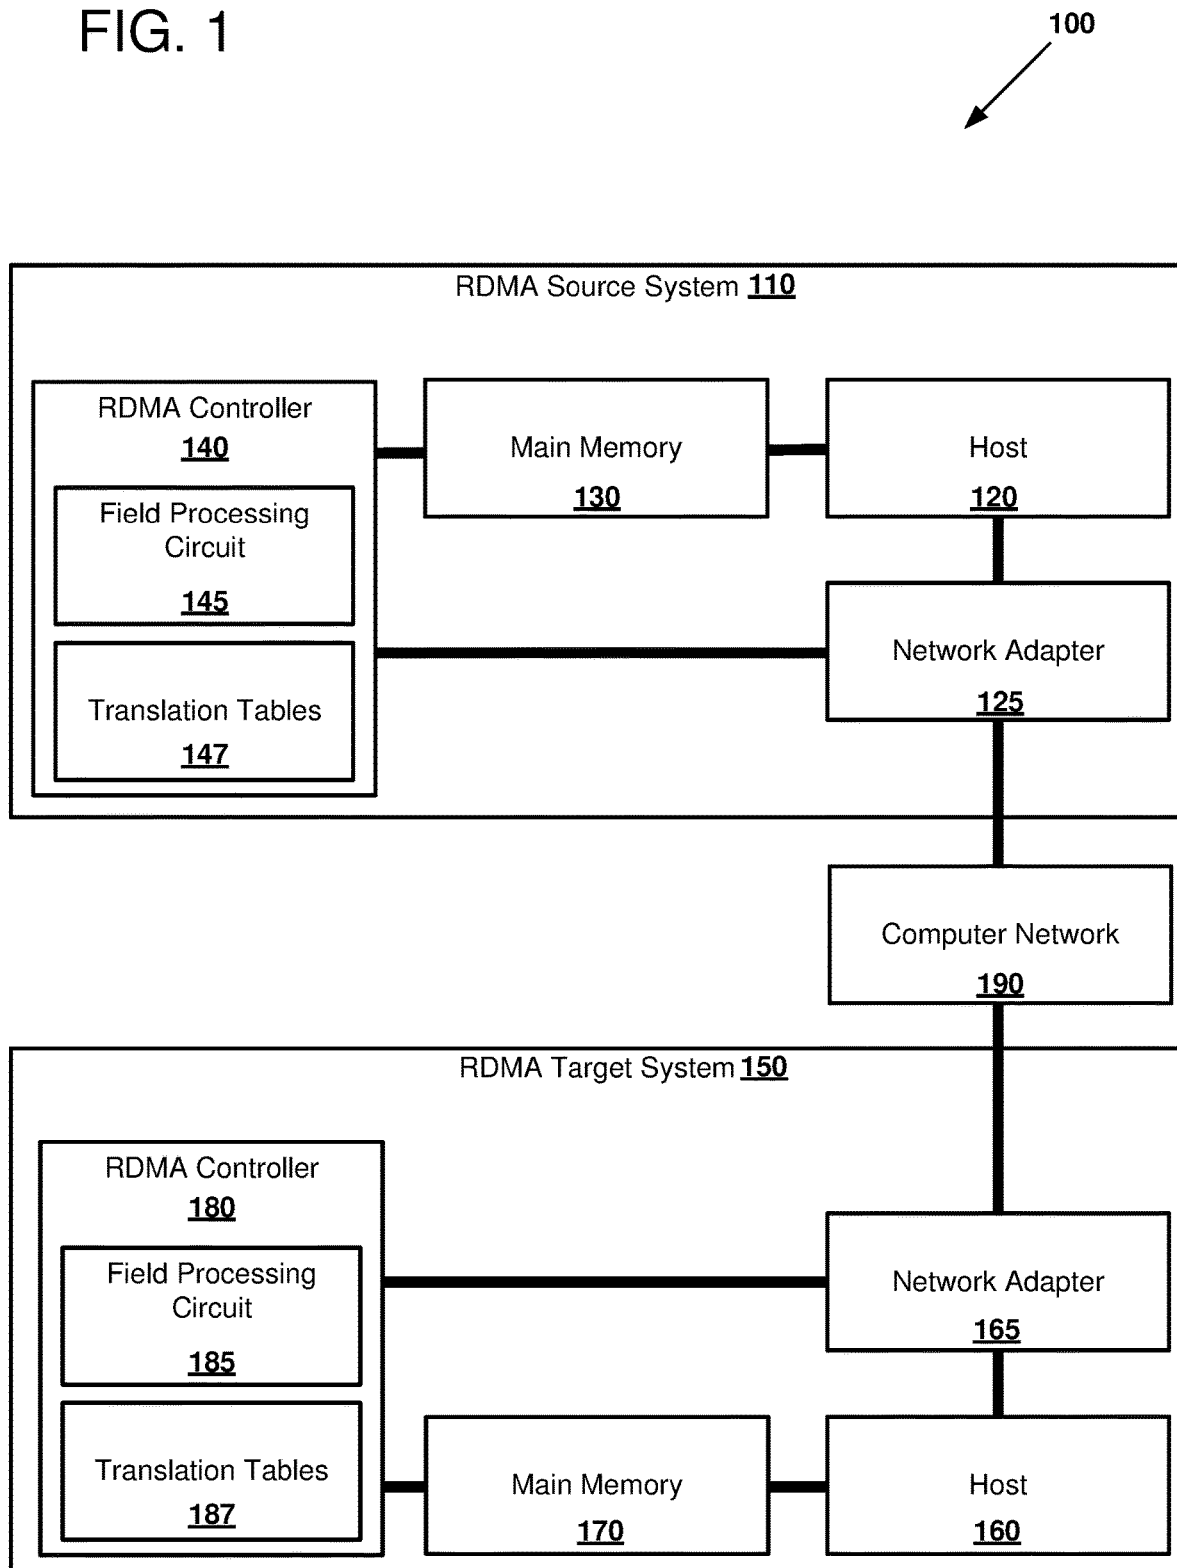 FIG. 1
100
RDMA Source System 110
RDMA Controller
140
Field Processing
Circuit
145
Translation Tables
147
Main Memory
130
Host
120
Network Adapter
125
Computer Network
190
RDMA Target System 150
RDMA Controller
180
Field Processing
Circuit
185
Translation Tables
187
Network Adapter
165
Main Memory
170
Host
160